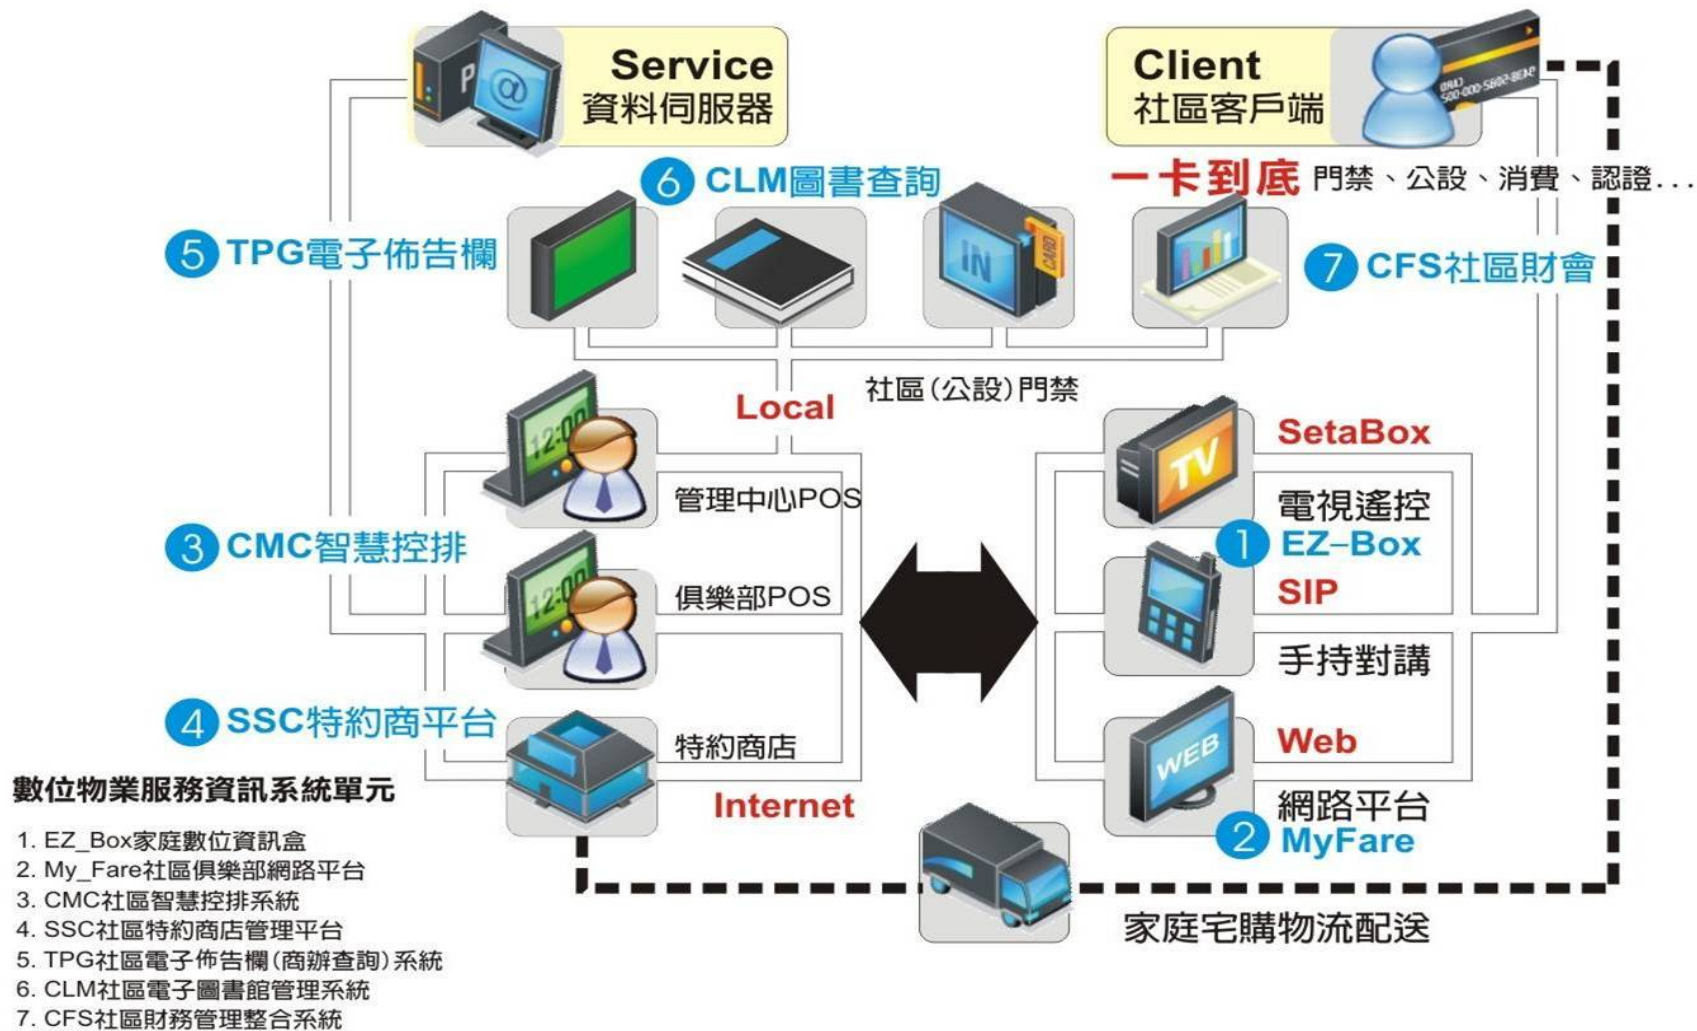 Service
資料伺服器
Client
社區客戶端
一卡到底 門禁、公設、消費、認證...
6 CLM圖書查詢
5 TPG電子佈告欄
IN
CARD
7 CFS社區財會
社區(公設)門禁
Local
12:00
管理中心POS
3 CMC智慧控排
12:00
俱樂部POS
4 SSC特約商平台
特約商店
Internet
TV
SetaBox
電視遙控
1 EZ-Box
SIP
手持對講
WEB
Web
網路平台
2 MyFare
家庭宅購物流配送
數位物業服務資訊系統單元
1. EZ_Box家庭數位資訊盒
2. My_Fare社區俱樂部網路平台
3. CMC社區智慧控排系統
4. SSC社區特約商店管理平台
5. TPG社區電子佈告欄(商辦查詢)系統
6. CLM社區電子圖書館管理系統
7. CFS社區財務管理整合系統